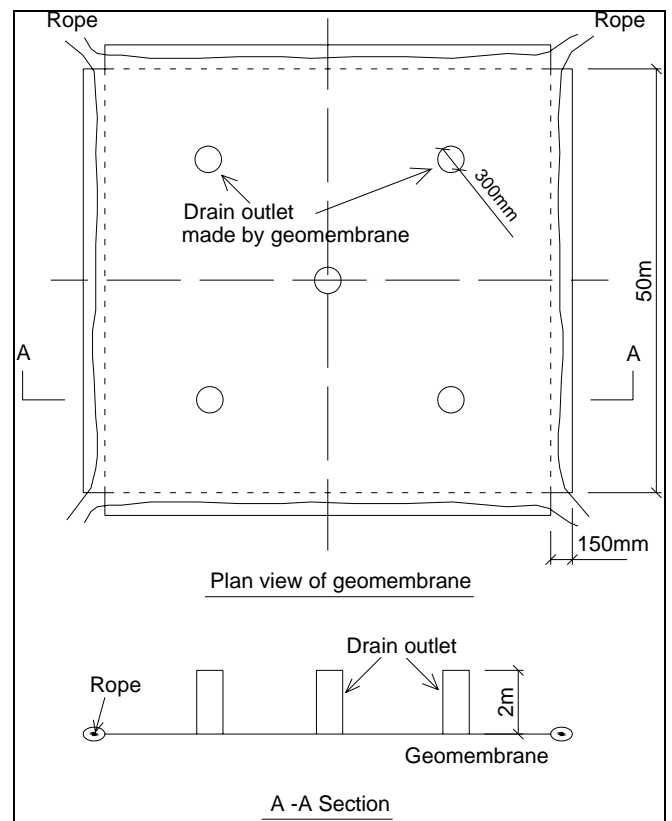 Rope
Rope
Drain outlet
made by geomembrane
300mm
50m
A
A
150mm
Plan view of geomembrane
Drain outlet
Rope
2m
Geomembrane
A -A Section